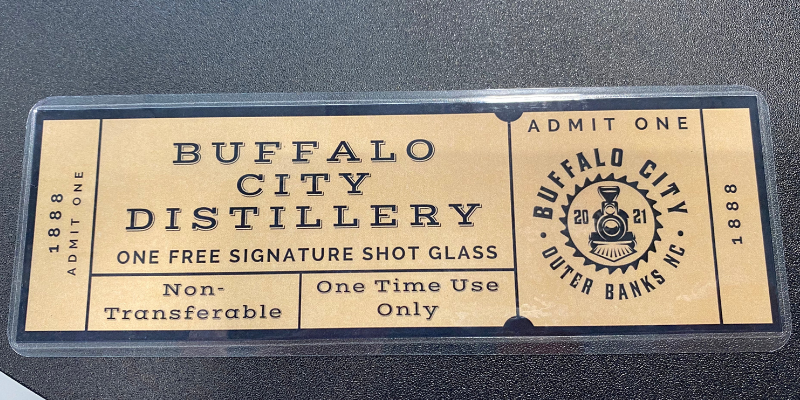 1888
ADMIT ONE
BUFFALO
CITY
DISTILLERY
ONE FREE SIGNATURE SHOT GLASS
Non-
Transferable
One Time Use
Only
ADMIT ONE
BUFFALO CITY
20 21
• OUTER BANKS NC •
1888